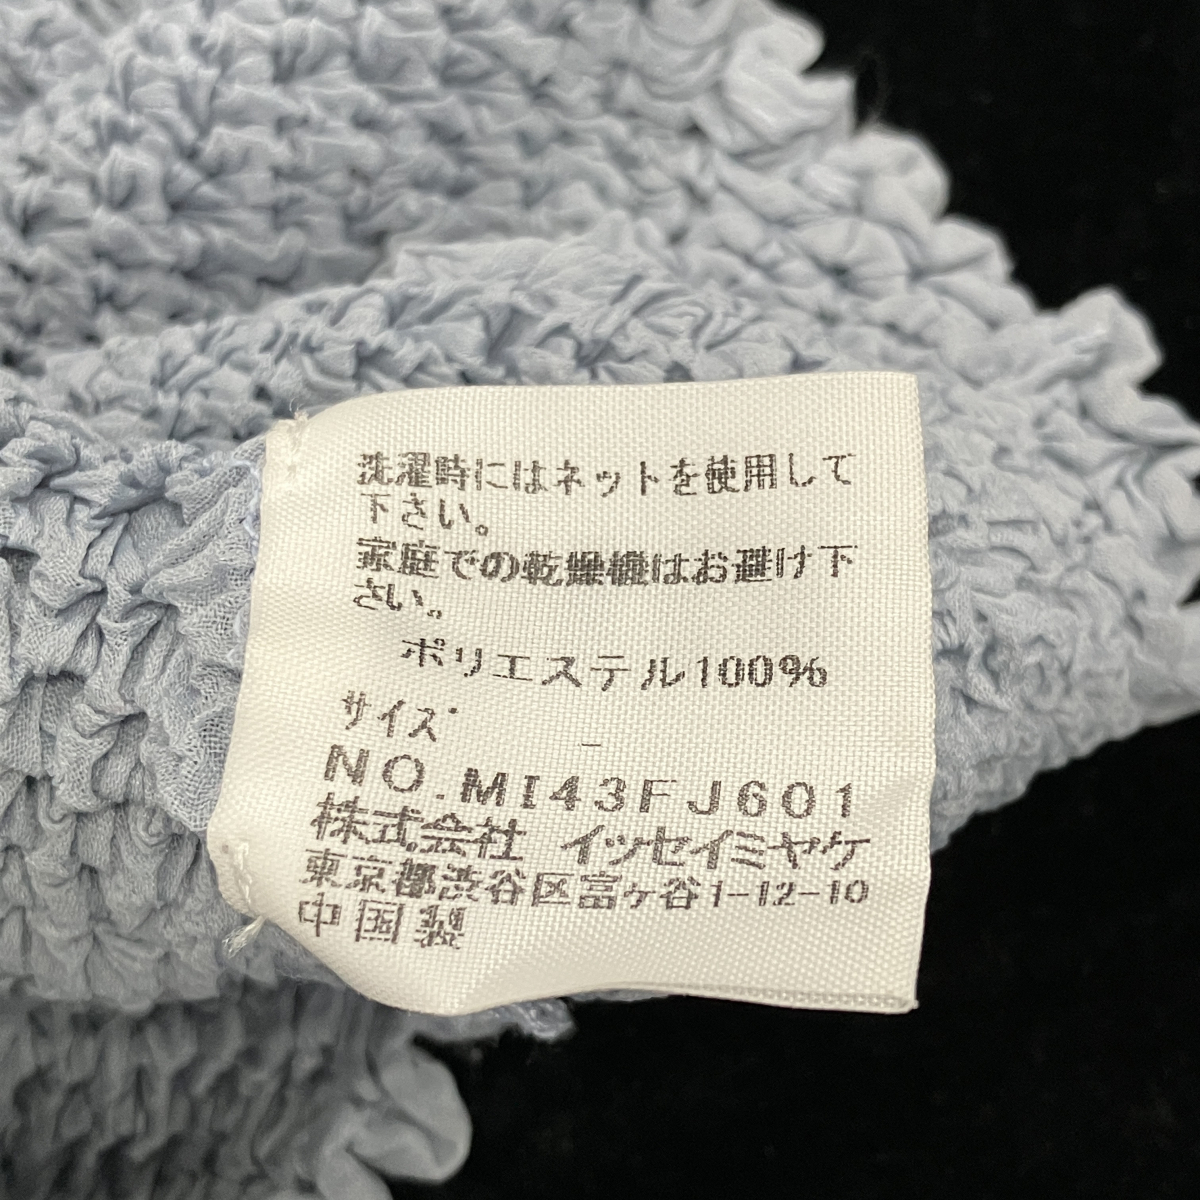 洗濯時にはネットを使用して
下さい。
家庭での乾燥機はお避け下
さい。
ポリエステル100%
サイズ -
NO.MI43FJ601
株式会社 イッセイミヤケ
東京都渋谷区富ヶ谷1-12-10
中国製